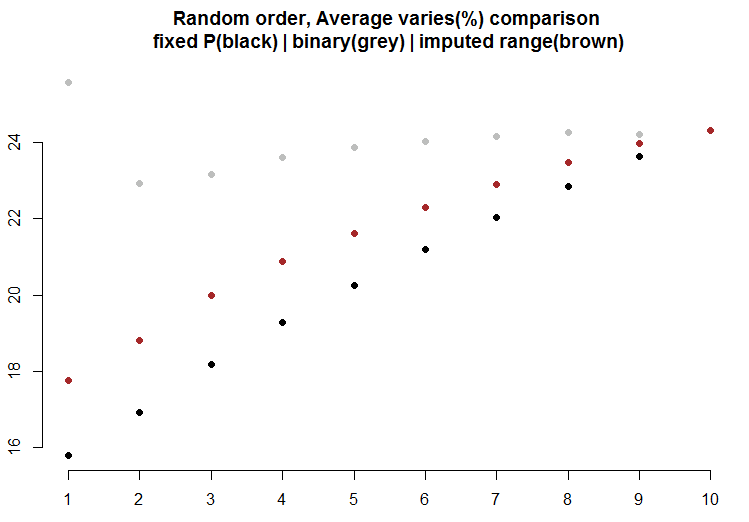 Random order, Average varies(%) comparison
fixed P(black) | binary(grey) | imputed range(brown)
24
22
20
18
16
1 2 3 4 5 6 7 8 9 10